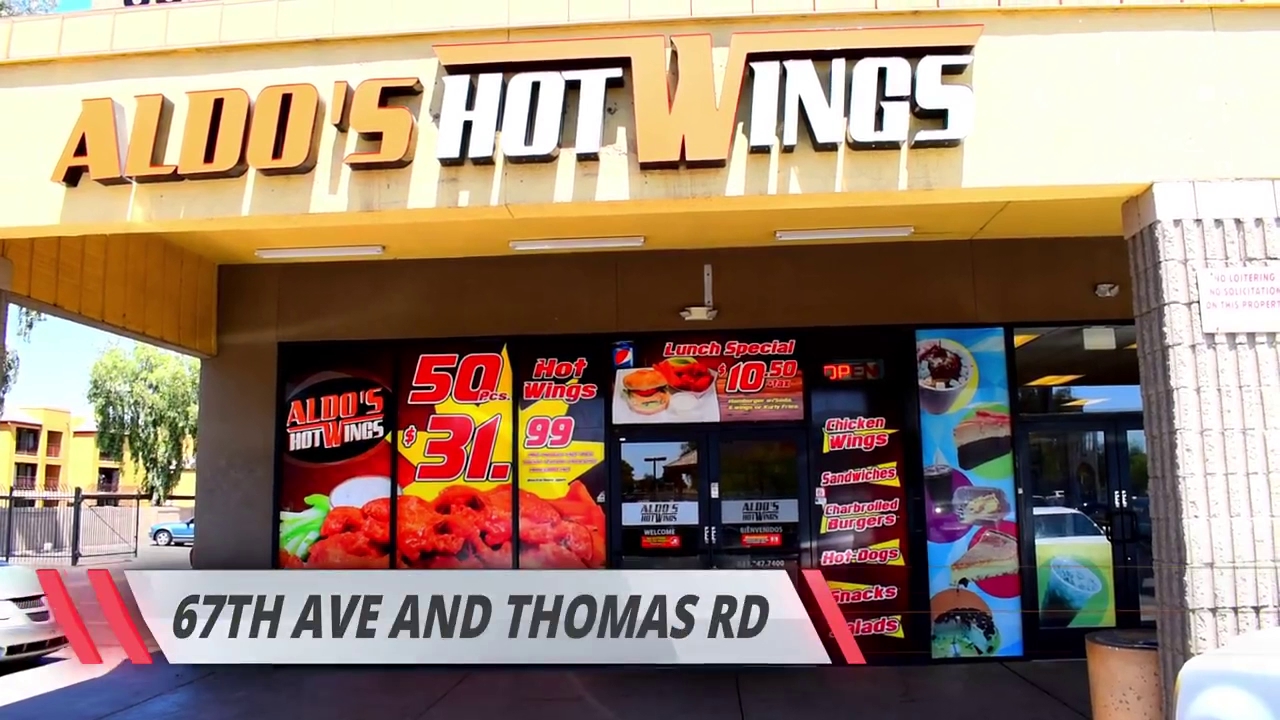 ALDO'S HOT WINGS
NO LOITERING
NO SOLICITATION
ON THIS PROPERTY
ALDO'S
HOT WINGS
50 Pcs.
$31.
Hot
Wings
99
Lunch Special
$10.50
+Tax
OPEN
Chicken
Wings
Sandwiches
Charbroiled
Burgers
Hot-Dogs
Snacks
Salads
ALDO'S
HOT WINGS
WELCOME
ALDO'S
HOT WINGS
BIENVENIDOS
67TH AVE AND THOMAS RD